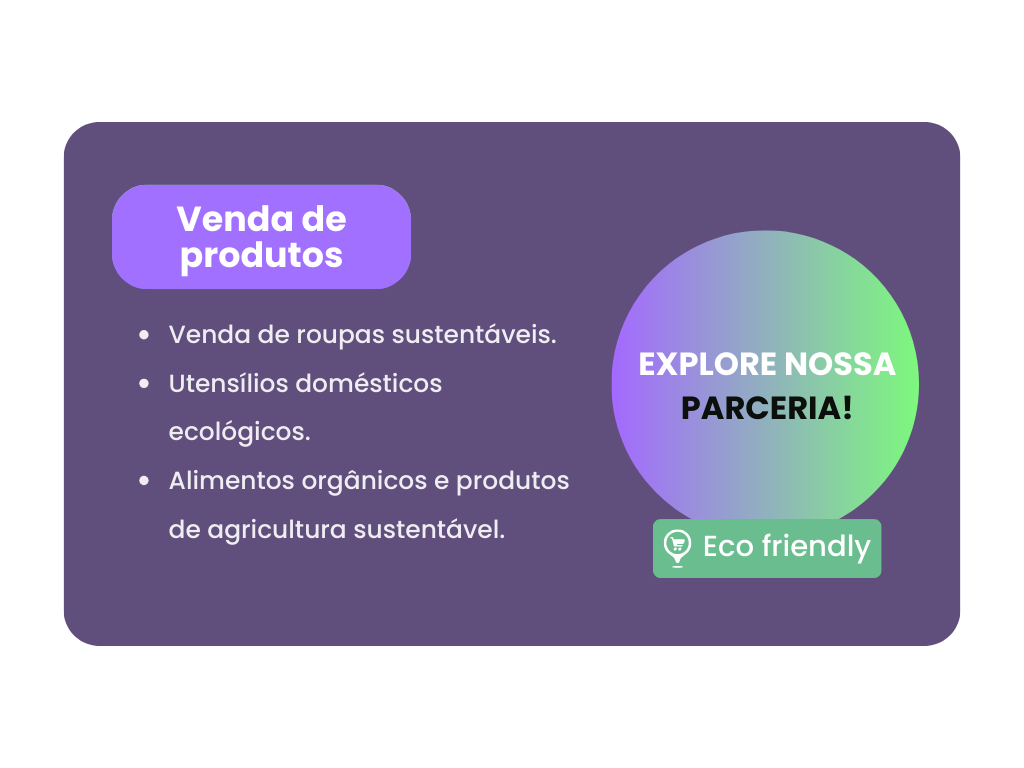 Venda de
produtos
• Venda de roupas sustentáveis.
• Utensílios domésticos
ecológicos.
• Alimentos orgânicos e produtos
de agricultura sustentável.
EXPLORE NOSSA
PARCERIA!
Eco friendly